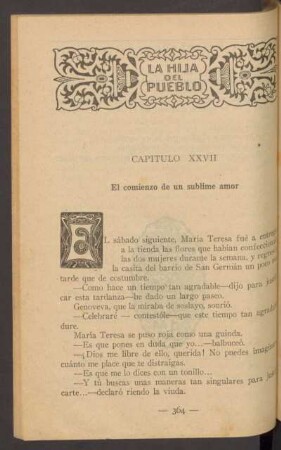 LA HIJA
DEL
PUEBLO
CAPITULO XXVII
El comienzo de un sublime amor
EL sábado siguiente, María Teresa fué a entregar
a la tienda las flores que habían confeccionado
las dos mujeres durante la semana, y regresó a
la casita del barrio de San Germán un poco más
tarde que de costumbre.
—Como hace un tiempo tan agradable—dijo para justifi-
car esta tardanza—he dado un largo paseo.
Genoveva, que la miraba de soslayo, sonrió.
—Celebraré — contestóle—que este tiempo tan agradable
dure.
María Teresa se puso roja como una guinda.
—Es que pones en duda que yo...—balbuceó.
—¡Dios me libre de ello, querida! No puedes imaginar
cuánto me place que te distraigas.
—Es que lo dices con un tonillo...
—Y tú buscas unas maneras tan singulares para justifi-
carte...—declaró riendo la viuda.
— 364 —